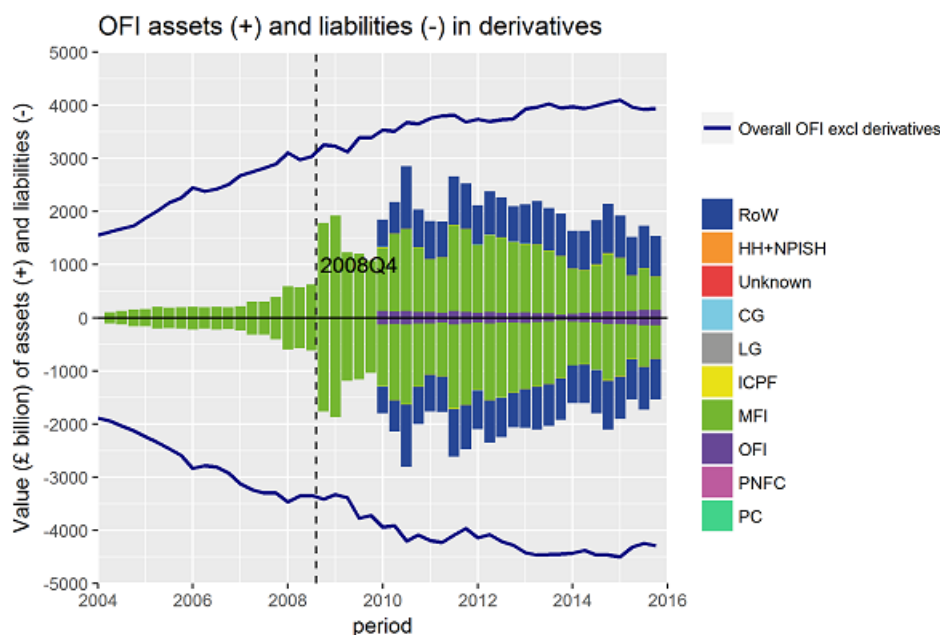 OFI assets (+) and liabilities (-) in derivatives
Value (£ billion) of assets (+) and liabilities (-)
5000
4000
3000
2000
1000
0
-1000
-2000
-3000
-4000
-5000
2008Q4
2004
2006
2008
2010
2012
2014
2016
period
Overall OFI excl derivatives
RoW
HH+NPISH
Unknown
CG
LG
ICPF
MFI
OFI
PNFC
PC